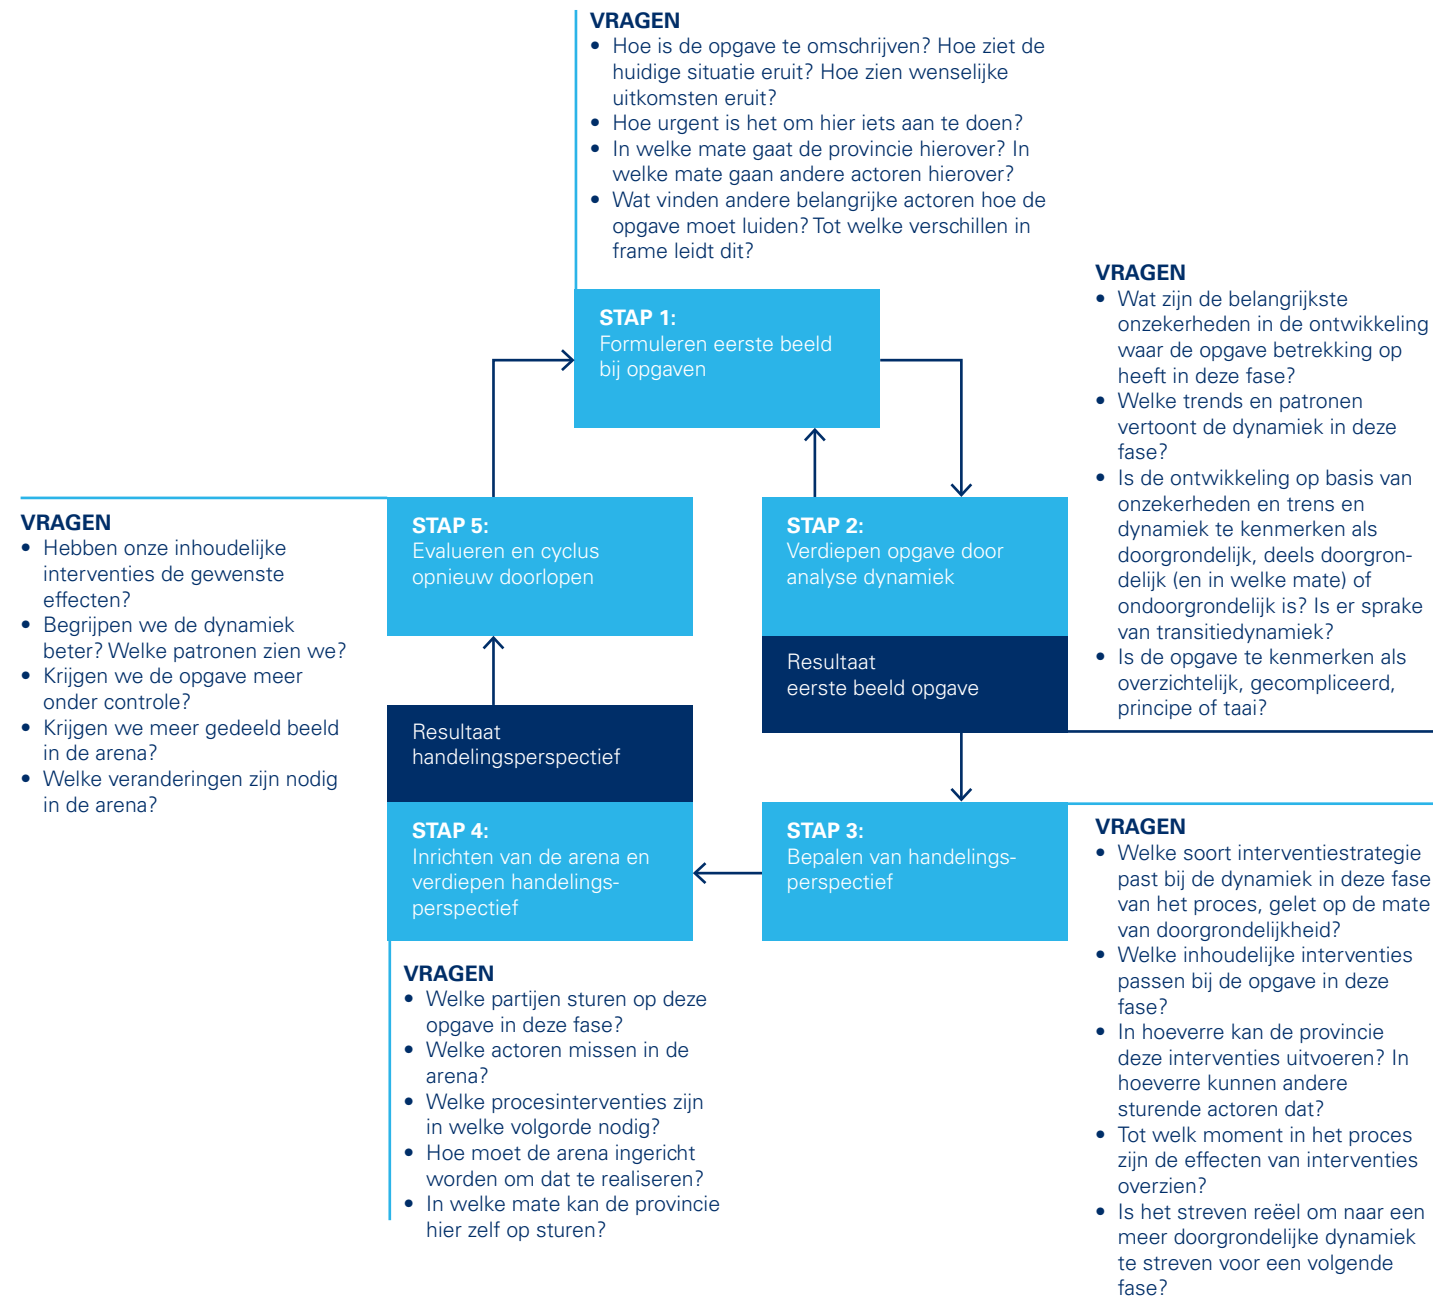 VRAGEN
• Hoe is de opgave te omschrijven? Hoe ziet de
huidige situatie eruit? Hoe zien wenselijke
uitkomsten eruit?
• Hoe urgent is het om hier iets aan te doen?
• In welke mate gaat de provincie hierover? In
welke mate gaan andere actoren hierover?
• Wat vinden andere belangrijke actoren hoe de
opgave moet luiden? Tot welke verschillen in
frame leidt dit?
STAP 1:
Formuleren eerste beeld
bij opgaven
VRAGEN
• Wat zijn de belangrijkste
onzekerheden in de ontwikkeling
waar de opgave betrekking op
heeft in deze fase?
• Welke trends en patronen
vertoont de dynamiek in deze
fase?
• Is de ontwikkeling op basis van
onzekerheden en trens en
dynamiek te kenmerken als
doorgrondelijk, deels doorgron-
delijk (en in welke mate) of
ondoorgrondelijk is? Is er sprake
van transitiedynamiek?
• Is de opgave te kenmerken als
overzichtelijk, gecompliceerd,
principe of taai?
STAP 2:
Verdiepen opgave door
analyse dynamiek
Resultaat
eerste beeld opgave
STAP 3:
Bepalen van handelings-
perspectief
VRAGEN
• Welke soort interventiestrategie
past bij de dynamiek in deze fase
van het proces, gelet op de mate
van doorgrondelijkheid?
• Welke inhoudelijke interventies
passen bij de opgave in deze
fase?
• In hoeverre kan de provincie
deze interventies uitvoeren? In
hoeverre kunnen andere
sturende actoren dat?
• Tot welk moment in het proces
zijn de effecten van interventies
overzien?
• Is het streven reëel om naar een
meer doorgrondelijke dynamiek
te streven voor een volgende
fase?
Resultaat
handelingsperspectief
STAP 4:
Inrichten van de arena en
verdiepen handelings-
perspectief
VRAGEN
• Welke partijen sturen op deze
opgave in deze fase?
• Welke actoren missen in de
arena?
• Welke procesinterventies zijn
in welke volgorde nodig?
• Hoe moet de arena ingericht
worden om dat te realiseren?
• In welke mate kan de provincie
hier zelf op sturen?
STAP 5:
Evalueren en cyclus
opnieuw doorlopen
VRAGEN
• Hebben onze inhoudelijke
interventies de gewenste
effecten?
• Begrijpen we de dynamiek
beter? Welke patronen zien we?
• Krijgen we de opgave meer
onder controle?
• Krijgen we meer gedeeld beeld
in de arena?
• Welke veranderingen zijn nodig
in de arena?